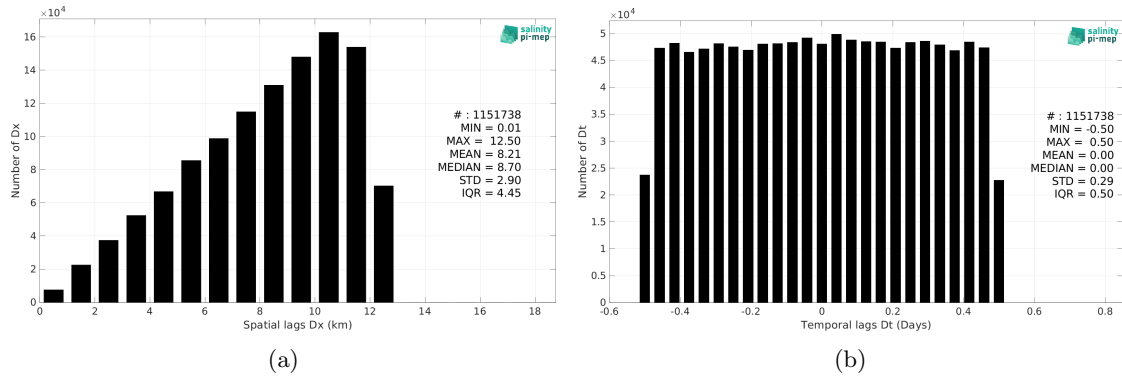 ×10^4
16
14
12
10
8
6
4
2
0
Number of Dx
0 2 4 6 8 10 12 14 16 18
Spatial lags Dx (km)
salinity
pi-mep
# : 1151738
MIN = 0.01
MAX = 12.50
MEAN = 8.21
MEDIAN = 8.70
STD = 2.90
IQR = 4.45
(a)
×10^4
5
4.5
4
3.5
3
2.5
2
1.5
1
0.5
0
Number of Dt
-0.6 -0.4 -0.2 0 0.2 0.4 0.6 0.8
Temporal lags Dt (Days)
salinity
pi-mep
# : 1151738
MIN = -0.50
MAX = 0.50
MEAN = 0.00
MEDIAN = 0.00
STD = 0.29
IQR = 0.50
(b)